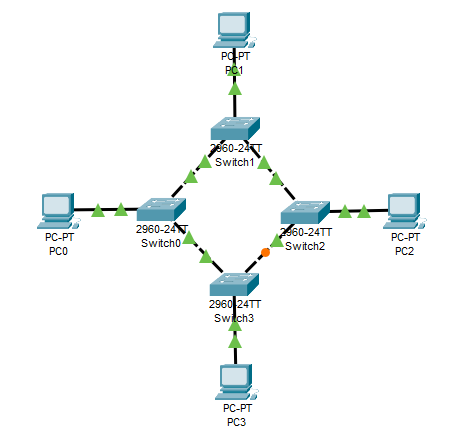 PC-PT
PC1
2960-24TT
Switch1
PC-PT
PC0
2960-24TT
Switch0
2960-24TT
Switch2
PC-PT
PC2
2960-24TT
Switch3
PC-PT
PC3